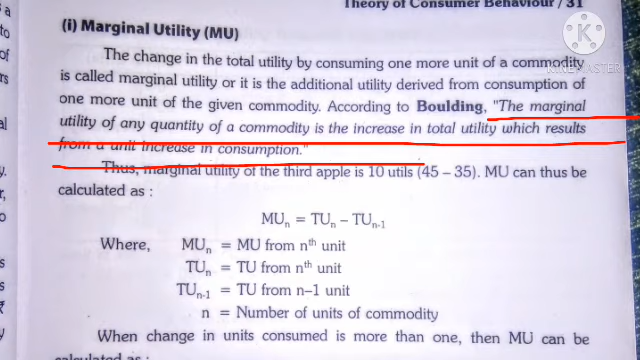 Theory of Consumer Behaviour / 31
(i) Marginal Utility (MU)
The change in the total utility by consuming one more unit of a commodity
is called marginal utility or it is the additional utility derived from consumption of
one more unit of the given commodity. According to Boulding, "The marginal
utility of any quantity of a commodity is the increase in total utility which results
from a unit increase in consumption."
Thus, marginal utility of the third apple is 10 utils (45 – 35). MU can thus be
calculated as :
MUₙ = TUₙ – TUₙ₋₁
Where, MUₙ = MU from nᵗʰ unit
TUₙ = TU from nᵗʰ unit
TUₙ₋₁ = TU from n–1 unit
n = Number of units of commodity
When change in units consumed is more than one, then MU can be
calculated as :
KINEMASTER